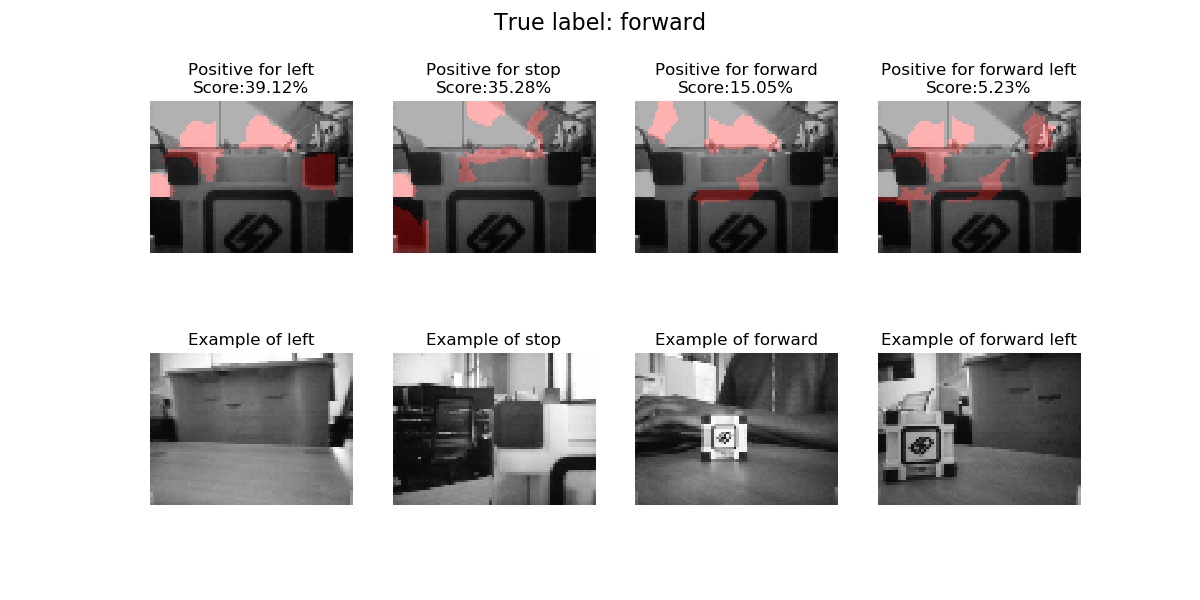 True label: forward
Positive for left
Score:39.12%
Positive for stop
Score:35.28%
Positive for forward
Score:15.05%
Positive for forward left
Score:5.23%
Example of left
Example of stop
Example of forward
Example of forward left